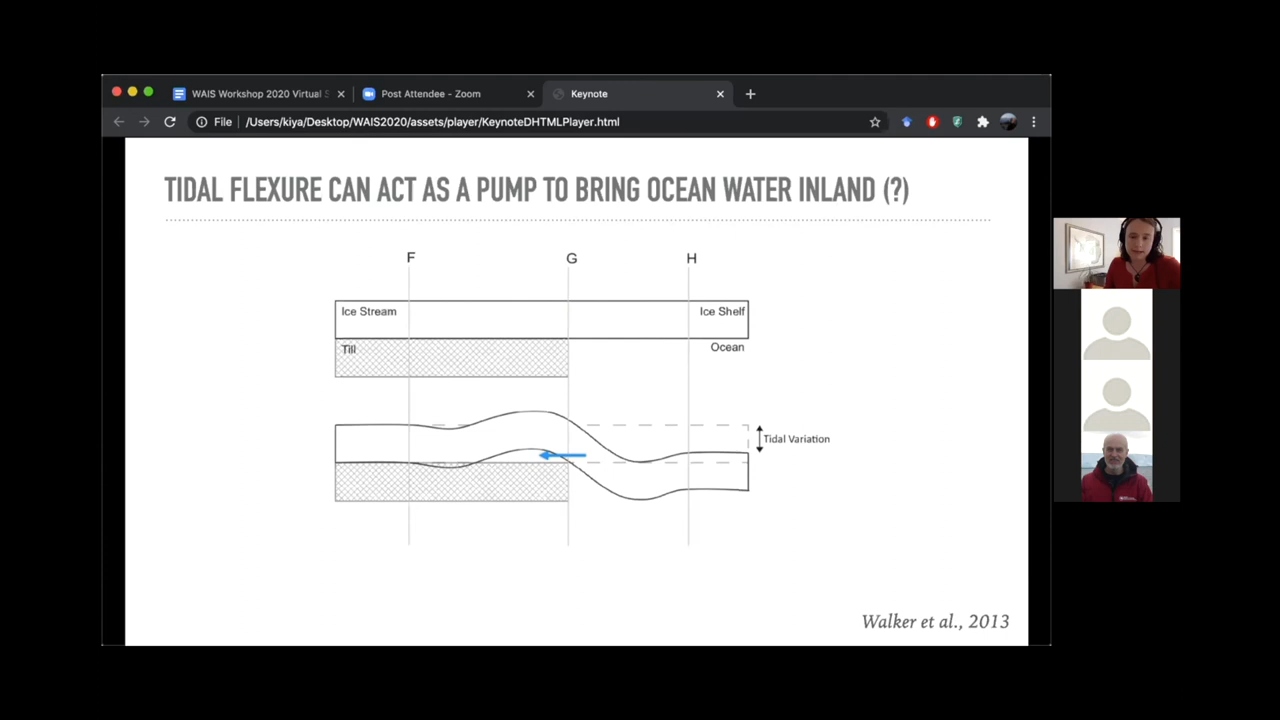 WAIS Workshop 2020 Virtual S
Post Attendee - Zoom
Keynote
File
/Users/kiya/Desktop/WAIS2020/assets/player/KeynoteDHTMLPlayer.html
TIDAL FLEXURE CAN ACT AS A PUMP TO BRING OCEAN WATER INLAND (?)
F
G
H
Ice Stream
Ice Shelf
Till
Ocean
Tidal Variation
Walker et al., 2013